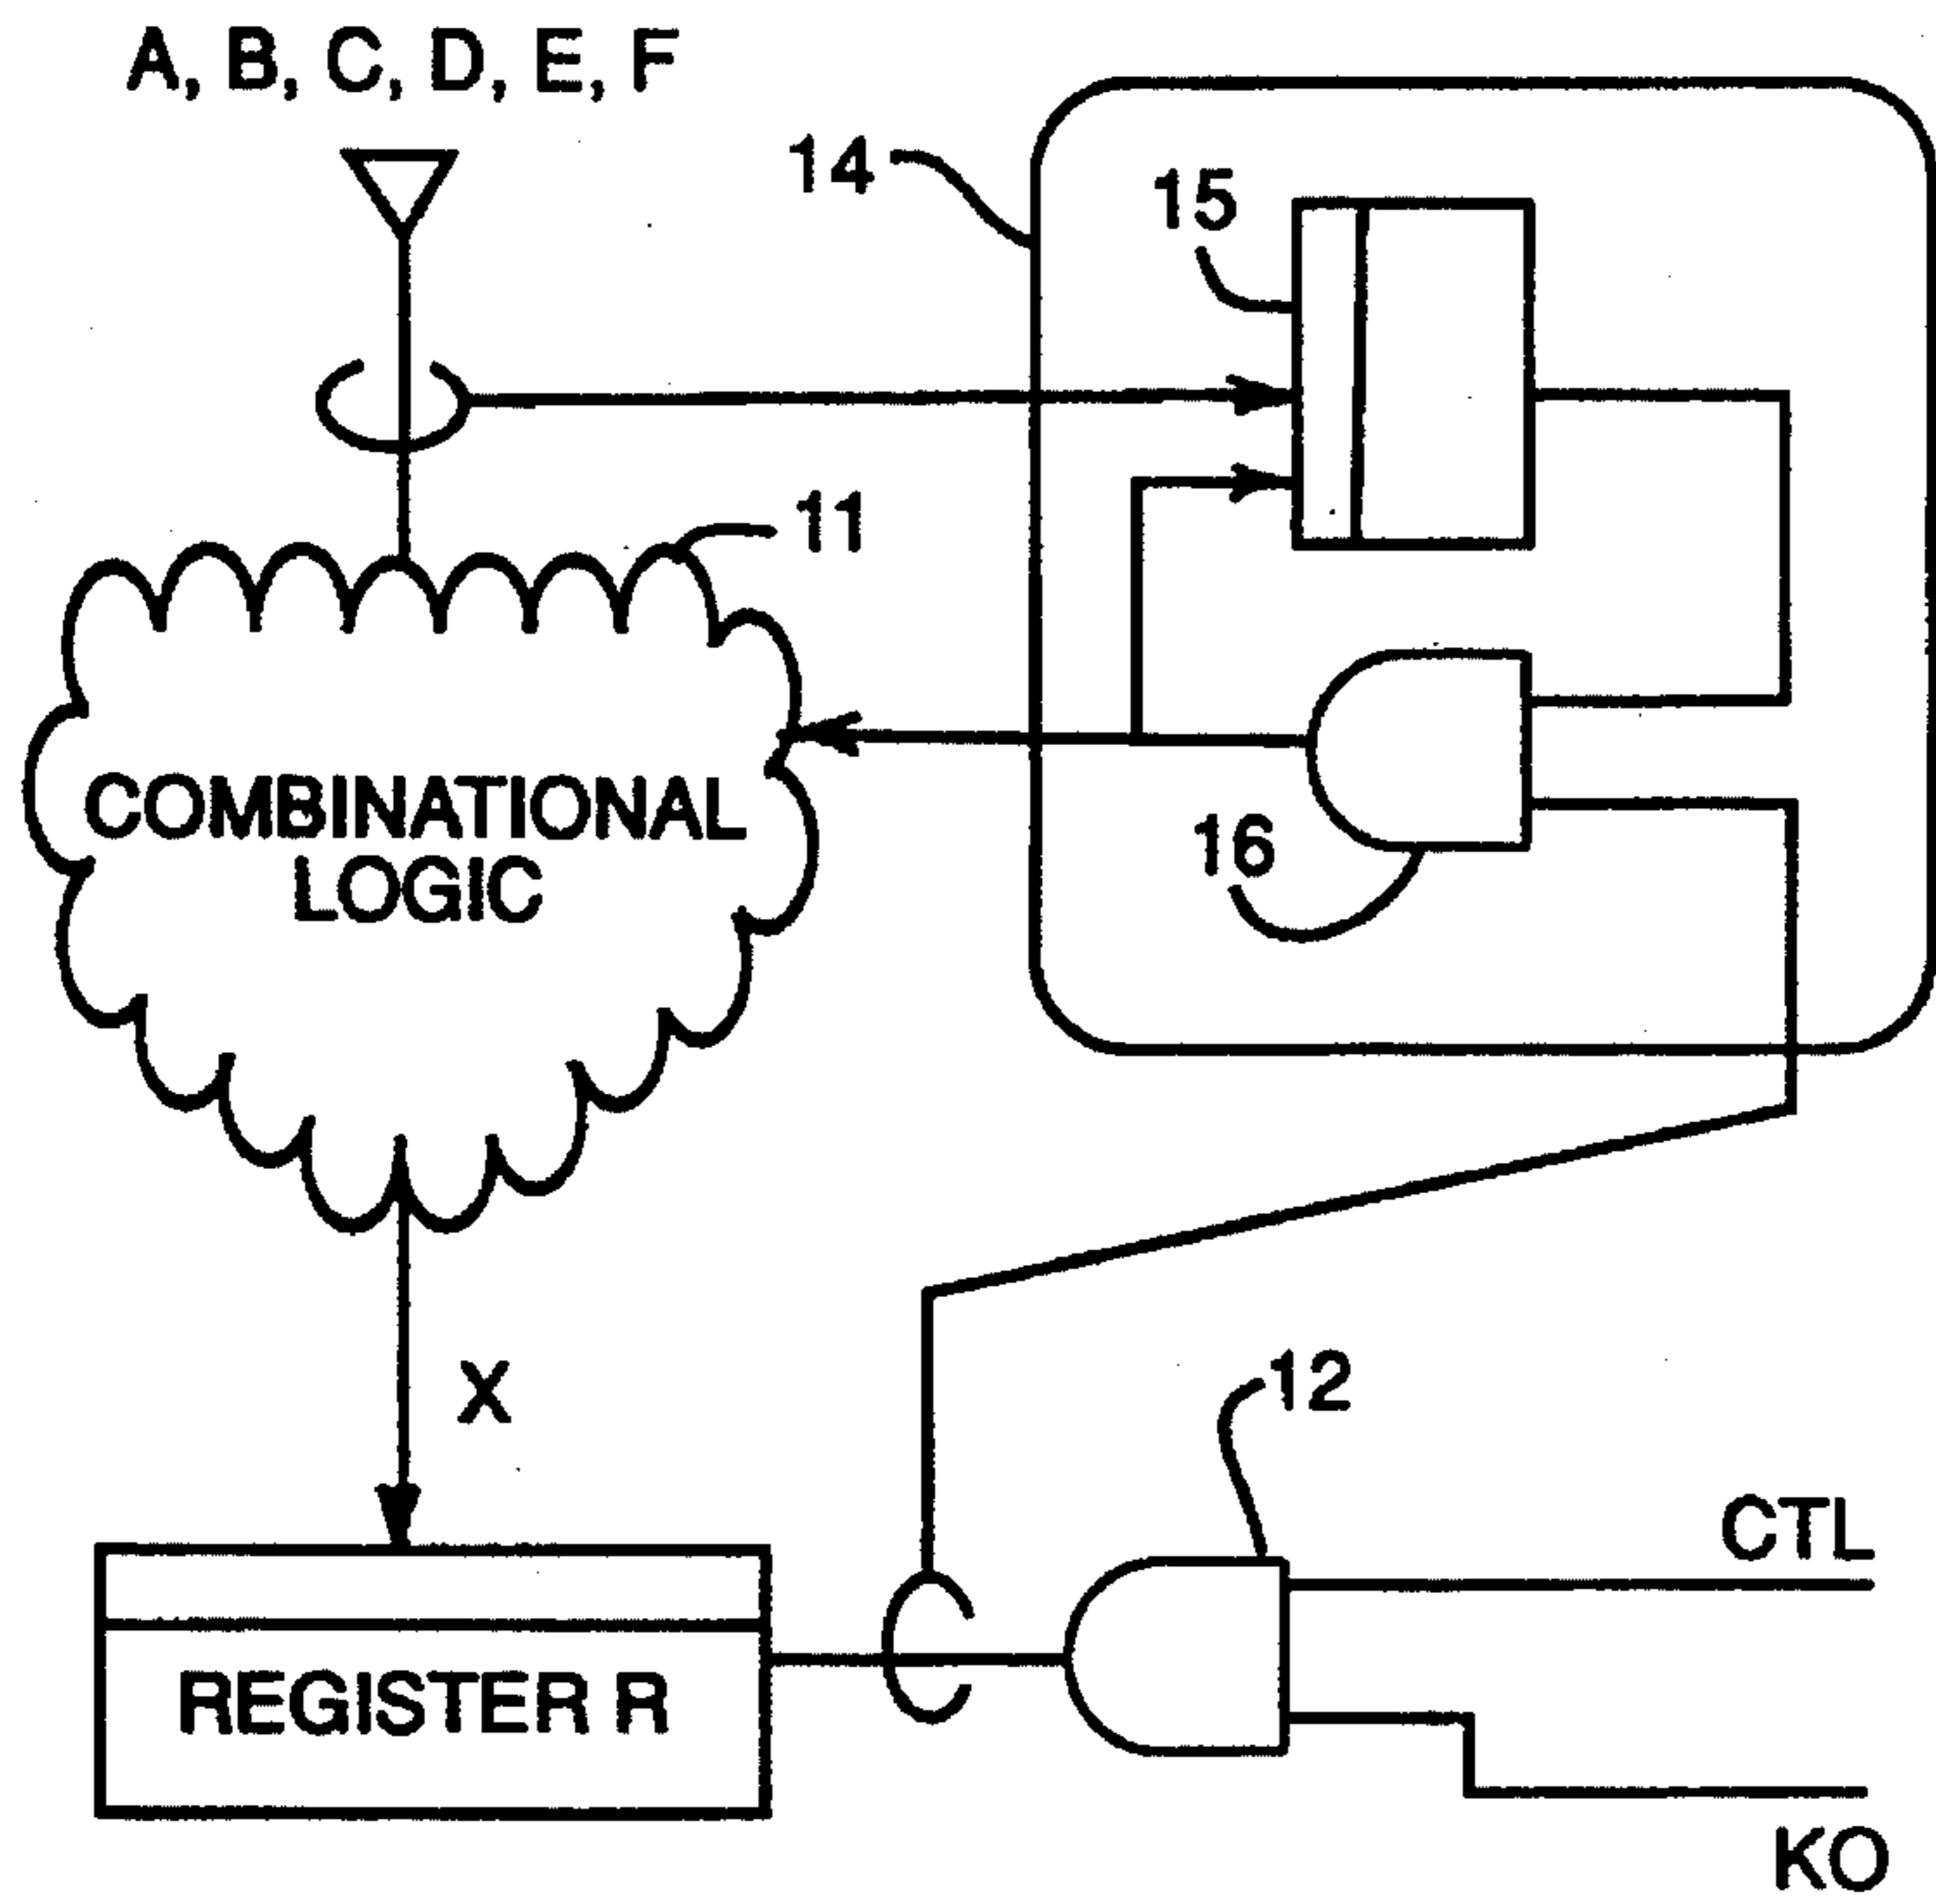 A, B, C, D, E, F
14
15
11
COMBINATIONAL
LOGIC
16
X
12
CTL
REGISTER R
KO